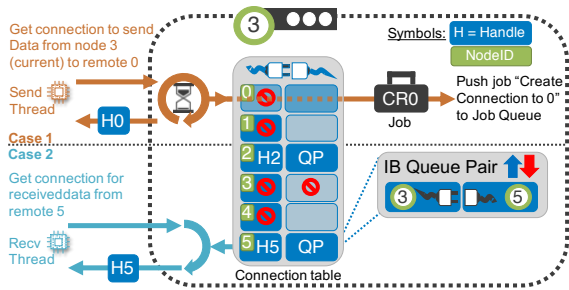 Get connection to send
Data from node 3
(current) to remote 0
Send
Thread
H0
Case 1
Case 2
Get connection for
receiveddata from
remote 5
Recv
Thread
H5
3
Symbols:
H = Handle
NodeID
0
1
2
H2
QP
3
4
5
H5
QP
Connection table
CR0
Job
Push job “Create
Connection to 0”
to Job Queue
IB Queue Pair
3
5